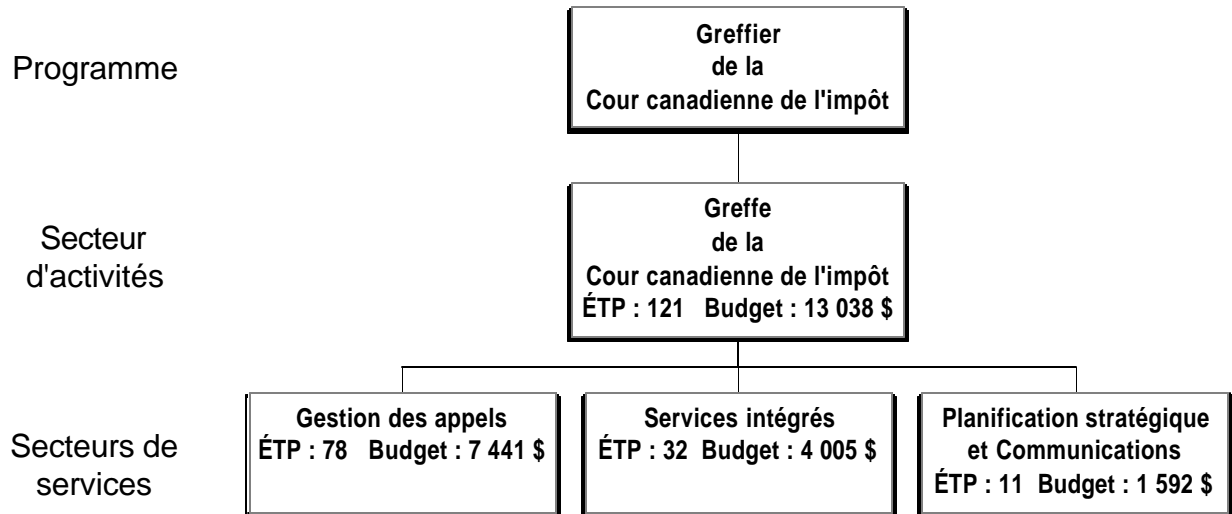 Programme
Greffier
de la
Cour canadienne de l'impôt
Secteur
d'activités
Greffe
de la
Cour canadienne de l'impôt
ÉTP : 121 Budget : 13 038 $
Secteurs de
services
Gestion des appels
ÉTP : 78 Budget : 7 441 $
Services intégrés
ÉTP : 32 Budget : 4 005 $
Planification stratégique
et Communications
ÉTP : 11 Budget : 1 592 $